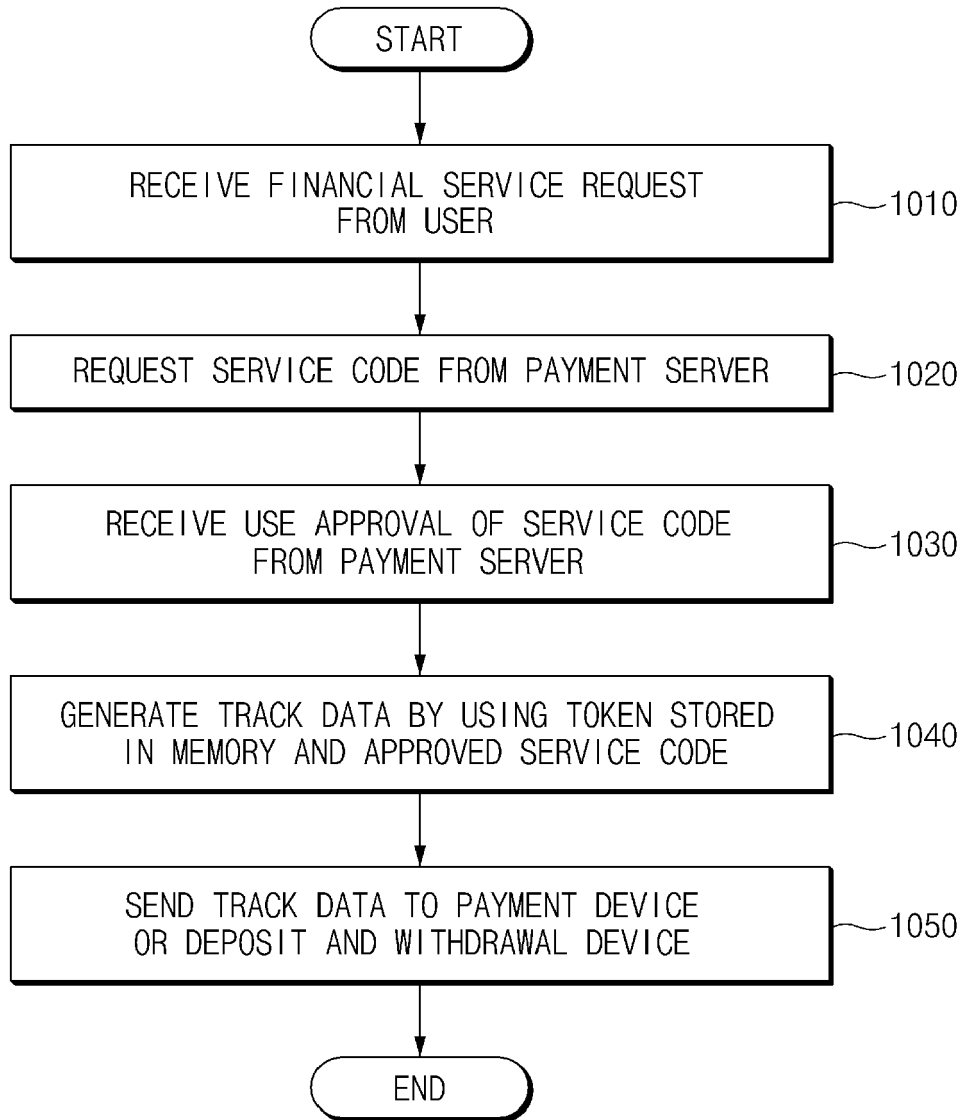 START
RECEIVE FINANCIAL SERVICE REQUEST
FROM USER
1010
REQUEST SERVICE CODE FROM PAYMENT SERVER
1020
RECEIVE USE APPROVAL OF SERVICE CODE
FROM PAYMENT SERVER
1030
GENERATE TRACK DATA BY USING TOKEN STORED
IN MEMORY AND APPROVED SERVICE CODE
1040
SEND TRACK DATA TO PAYMENT DEVICE
OR DEPOSIT AND WITHDRAWAL DEVICE
1050
END